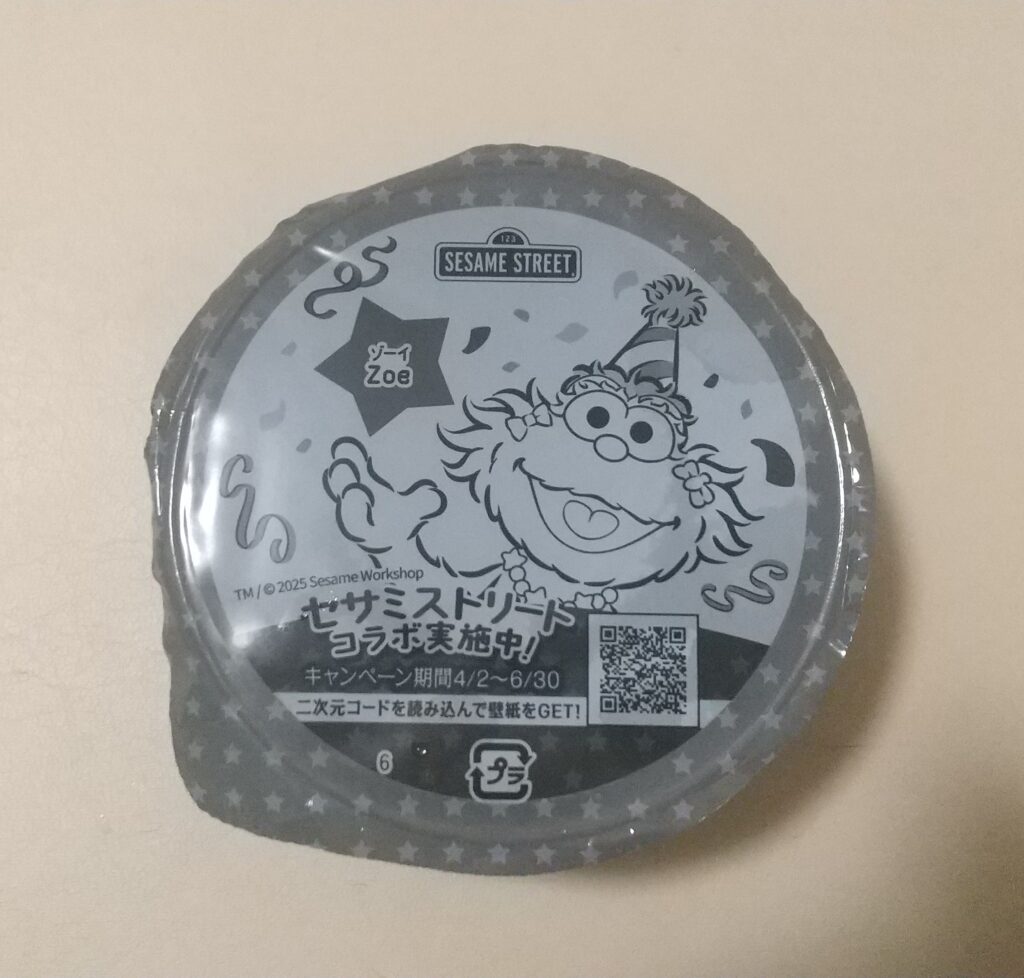 123
SESAME STREET
ゾーイ
Zoe
TM / © 2025 Sesame Workshop
セサミストリート
コラボ実施中!
キャンペーン期間4/2〜6/30
二次元コードを読み込んで壁紙をGET!
6
プラ